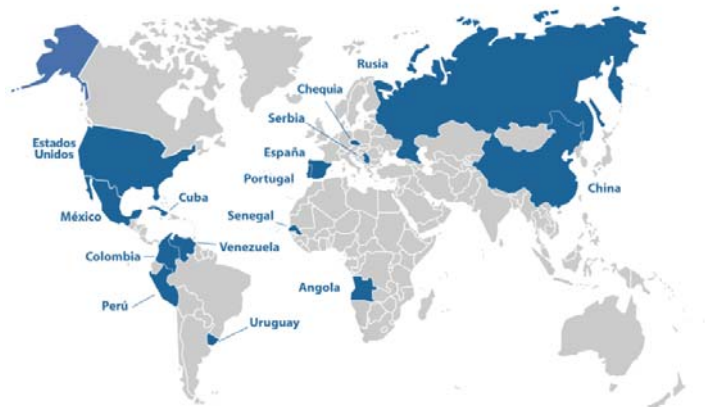 Rusia
Chequia
Serbia
Estados
Unidos
España
Portugal
China
Cuba
México
Senegal
Venezuela
Colombia
Angola
Perú
Uruguay